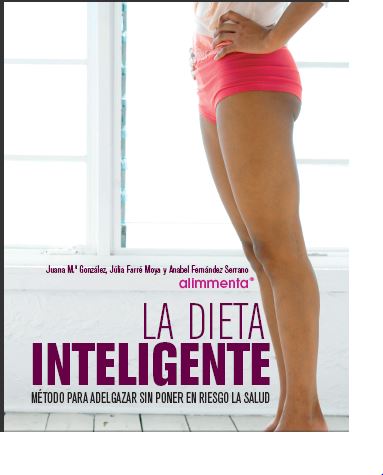 Juana M.ª González, Júlia Farré Moya y Anabel Fernández Serrano
alimmenta®
LA DIETA
INTELIGENTE
MÉTODO PARA ADELGAZAR SIN PONER EN RIESGO LA SALUD